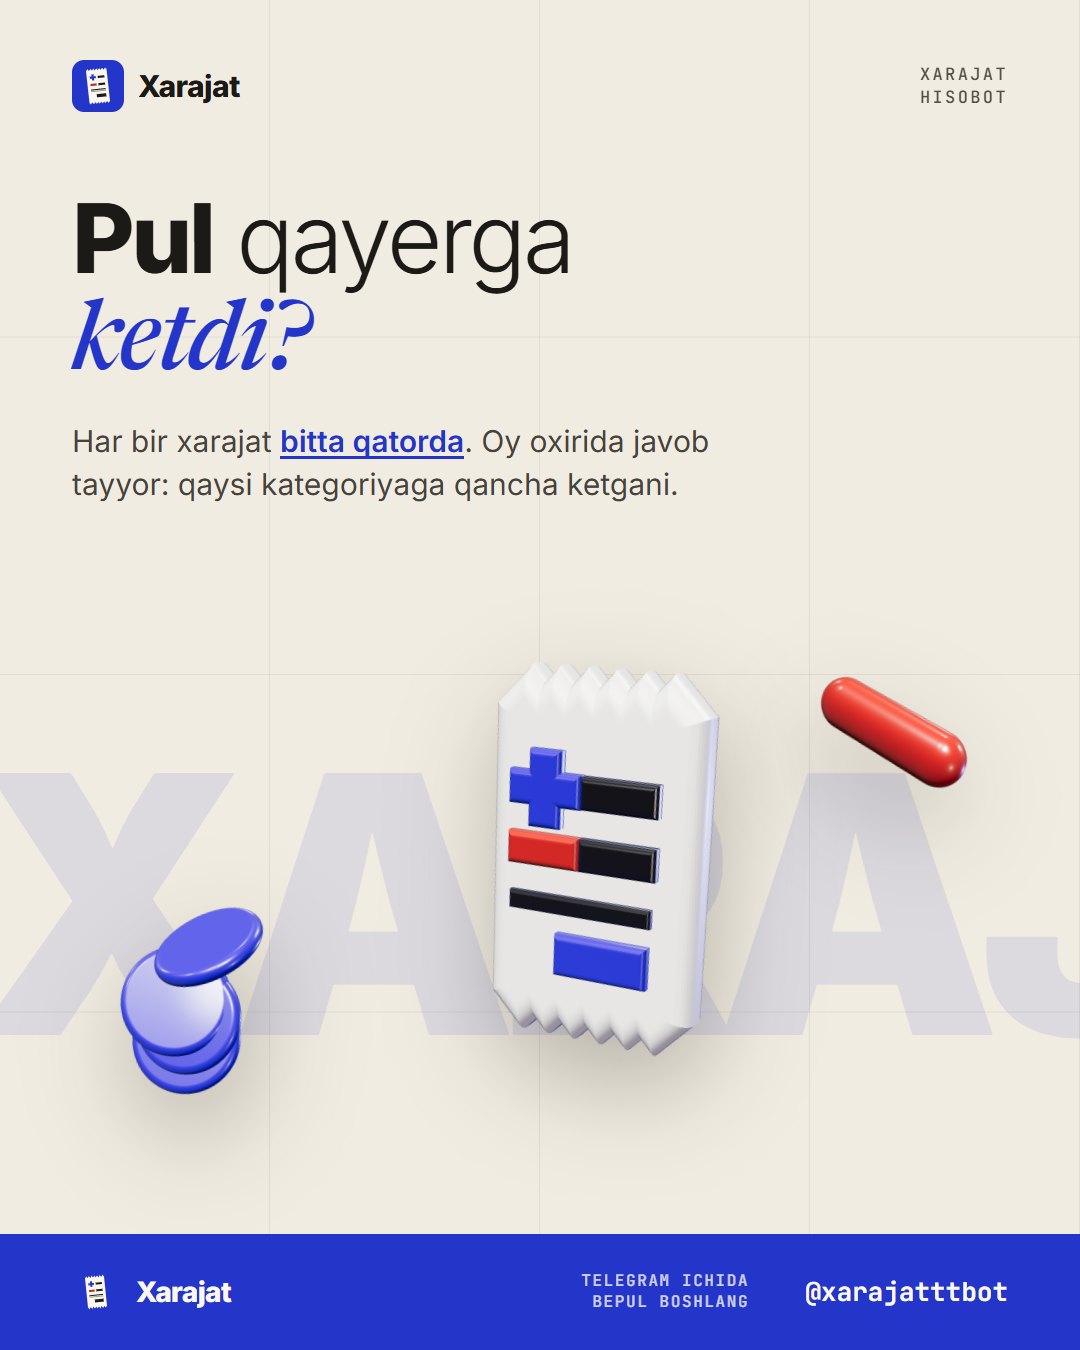 Xarajat
XARAJAT
HISOBOT
Pul qayerga
ketdi?
Har bir xarajat bitta qatorda. Oy oxirida javob
tayyor: qaysi kategoriyaga qancha ketgani.
XARAJ
Xarajat
TELEGRAM ICHIDA
BEPUL BOSHLANG
@xarajatttbot